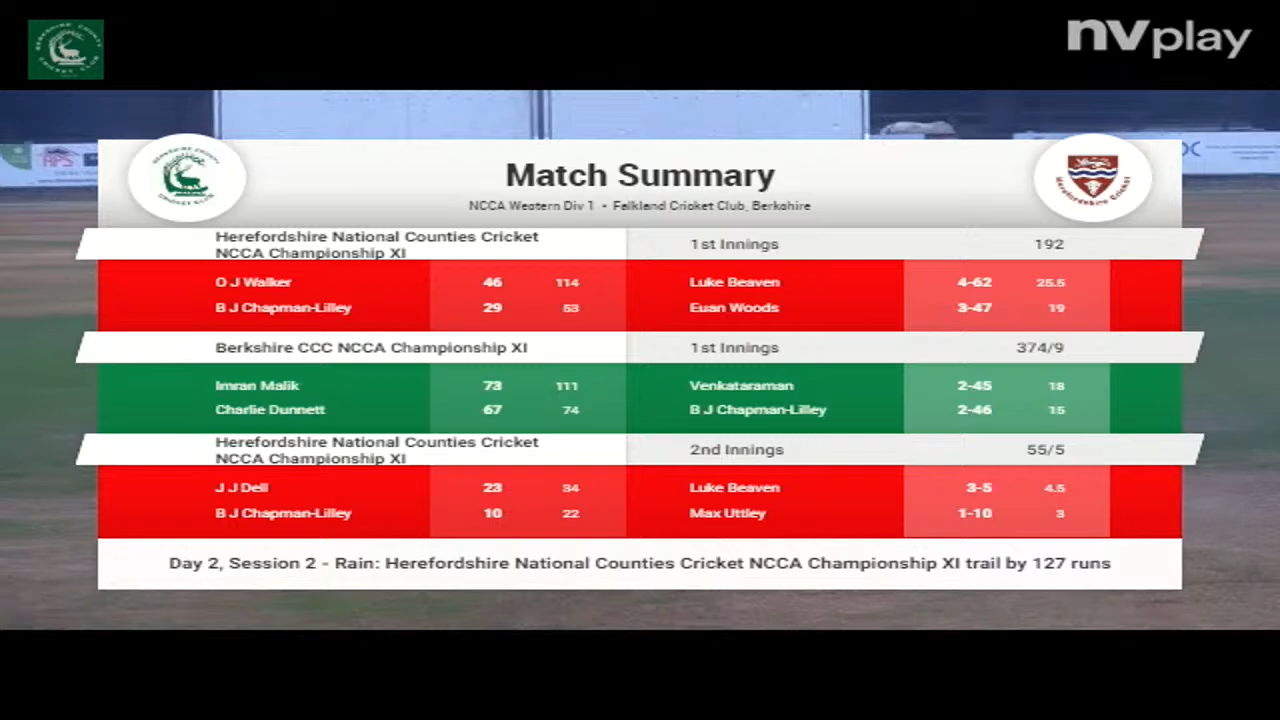 nvplay
Match Summary
NCCA Western Div 1 • Falkland Cricket Club, Berkshire
Herefordshire National Counties Cricket
NCCA Championship XI
1st Innings 192
O J Walker 46 114 Luke Beaven 4-62 25.5
B J Chapman-Lilley 29 53 Euan Woods 3-47 19
Berkshire CCC NCCA Championship XI 1st Innings 374/9
Imran Malik 73 111 Venkataraman 2-45 18
Charlie Dunnett 67 74 B J Chapman-Lilley 2-46 15
Herefordshire National Counties Cricket
NCCA Championship XI
2nd Innings 55/5
J J Dell 23 34 Luke Beaven 3-5 4.5
B J Chapman-Lilley 10 22 Max Uttley 1-10 3
Day 2, Session 2 - Rain: Herefordshire National Counties Cricket NCCA Championship XI trail by 127 runs